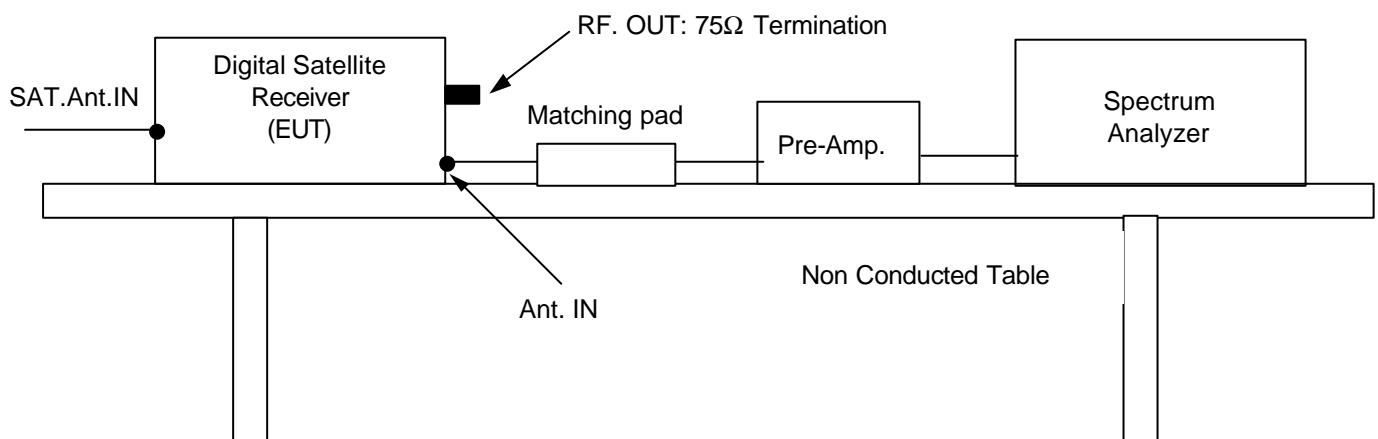 RF. OUT: 75Ω Termination
SAT.Ant.IN
Digital Satellite
Receiver
(EUT)
Matching pad
Pre-Amp.
Spectrum
Analyzer
Non Conducted Table
Ant. IN